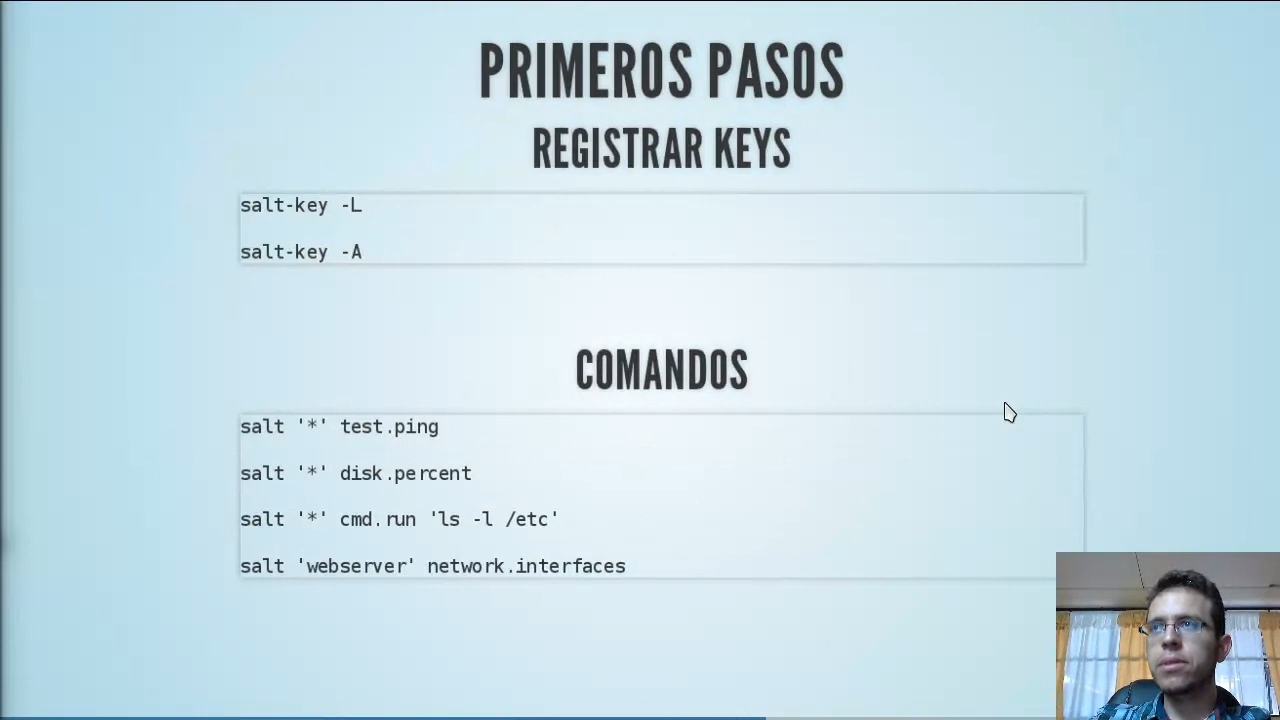 PRIMEROS PASOS
REGISTRAR KEYS
salt-key -L
salt-key -A
COMANDOS
salt '*' test.ping
salt '*' disk.percent
salt '*' cmd.run 'ls -l /etc'
salt 'webserver' network.interfaces